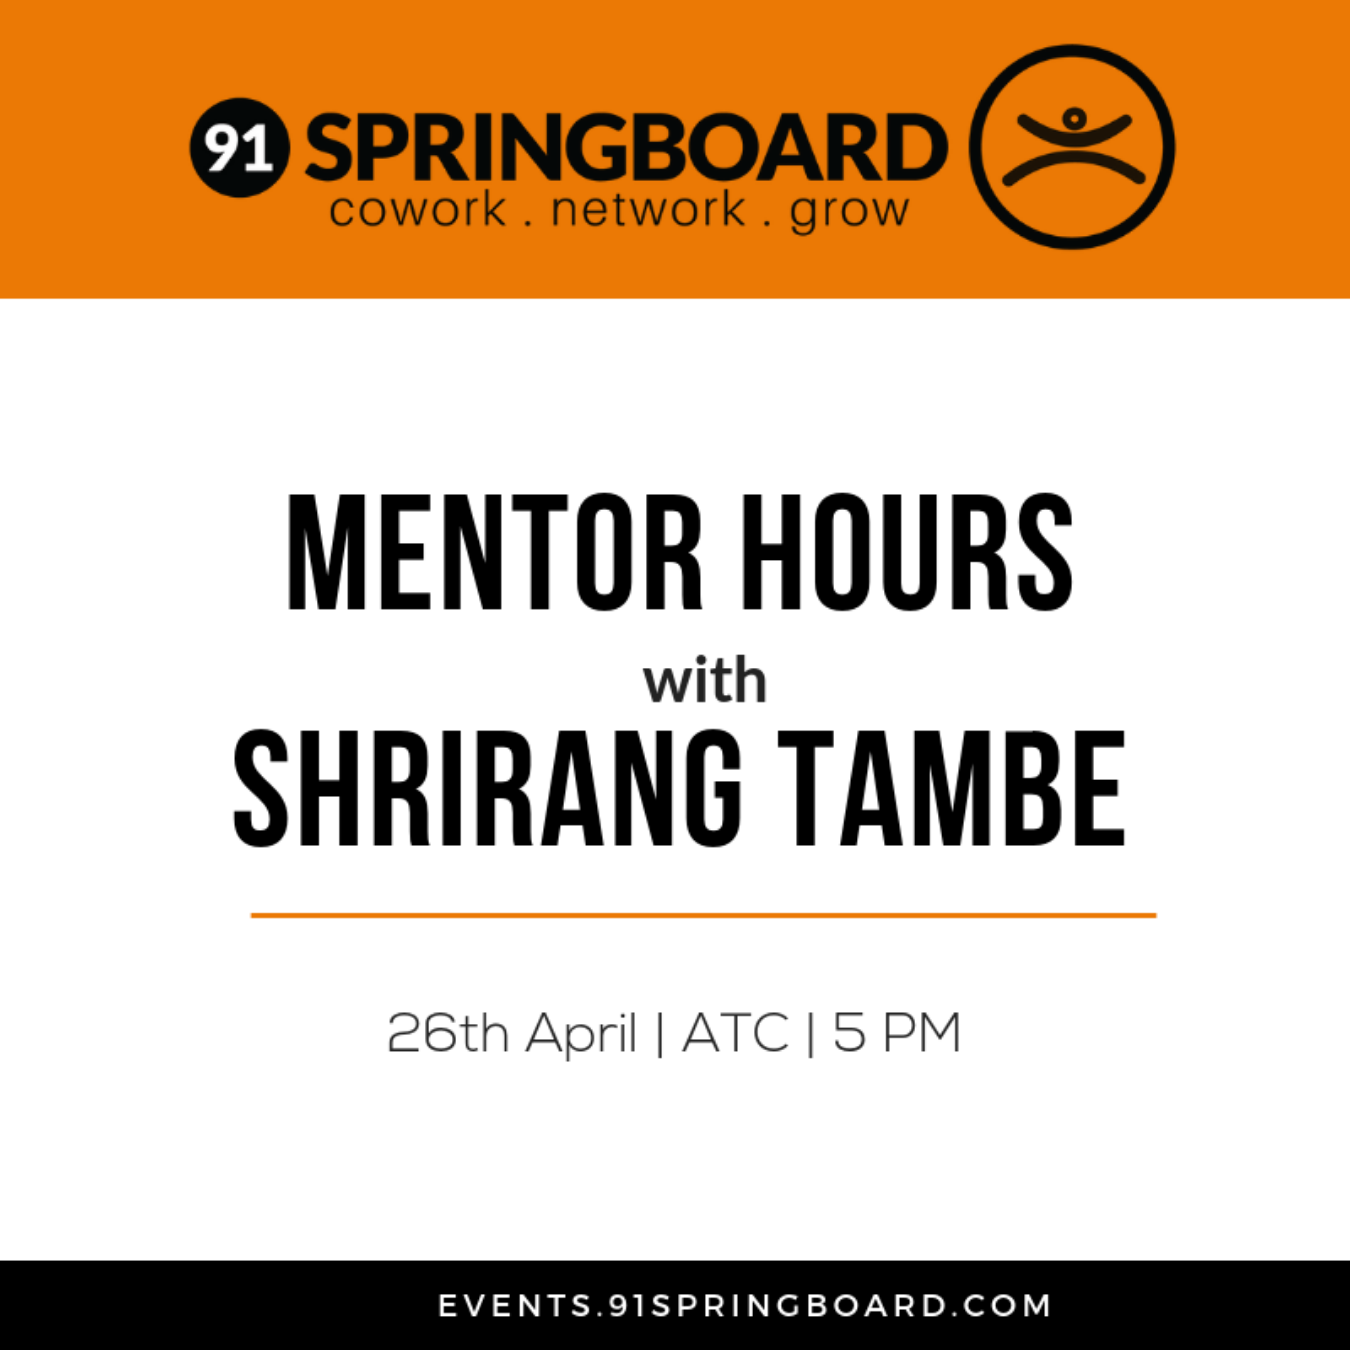 91 SPRINGBOARD
cowork . network . grow
MENTOR HOURS
with
SHRIRANG TAMBE
26th April | ATC | 5 PM
EVENTS.91SPRINGBOARD.COM